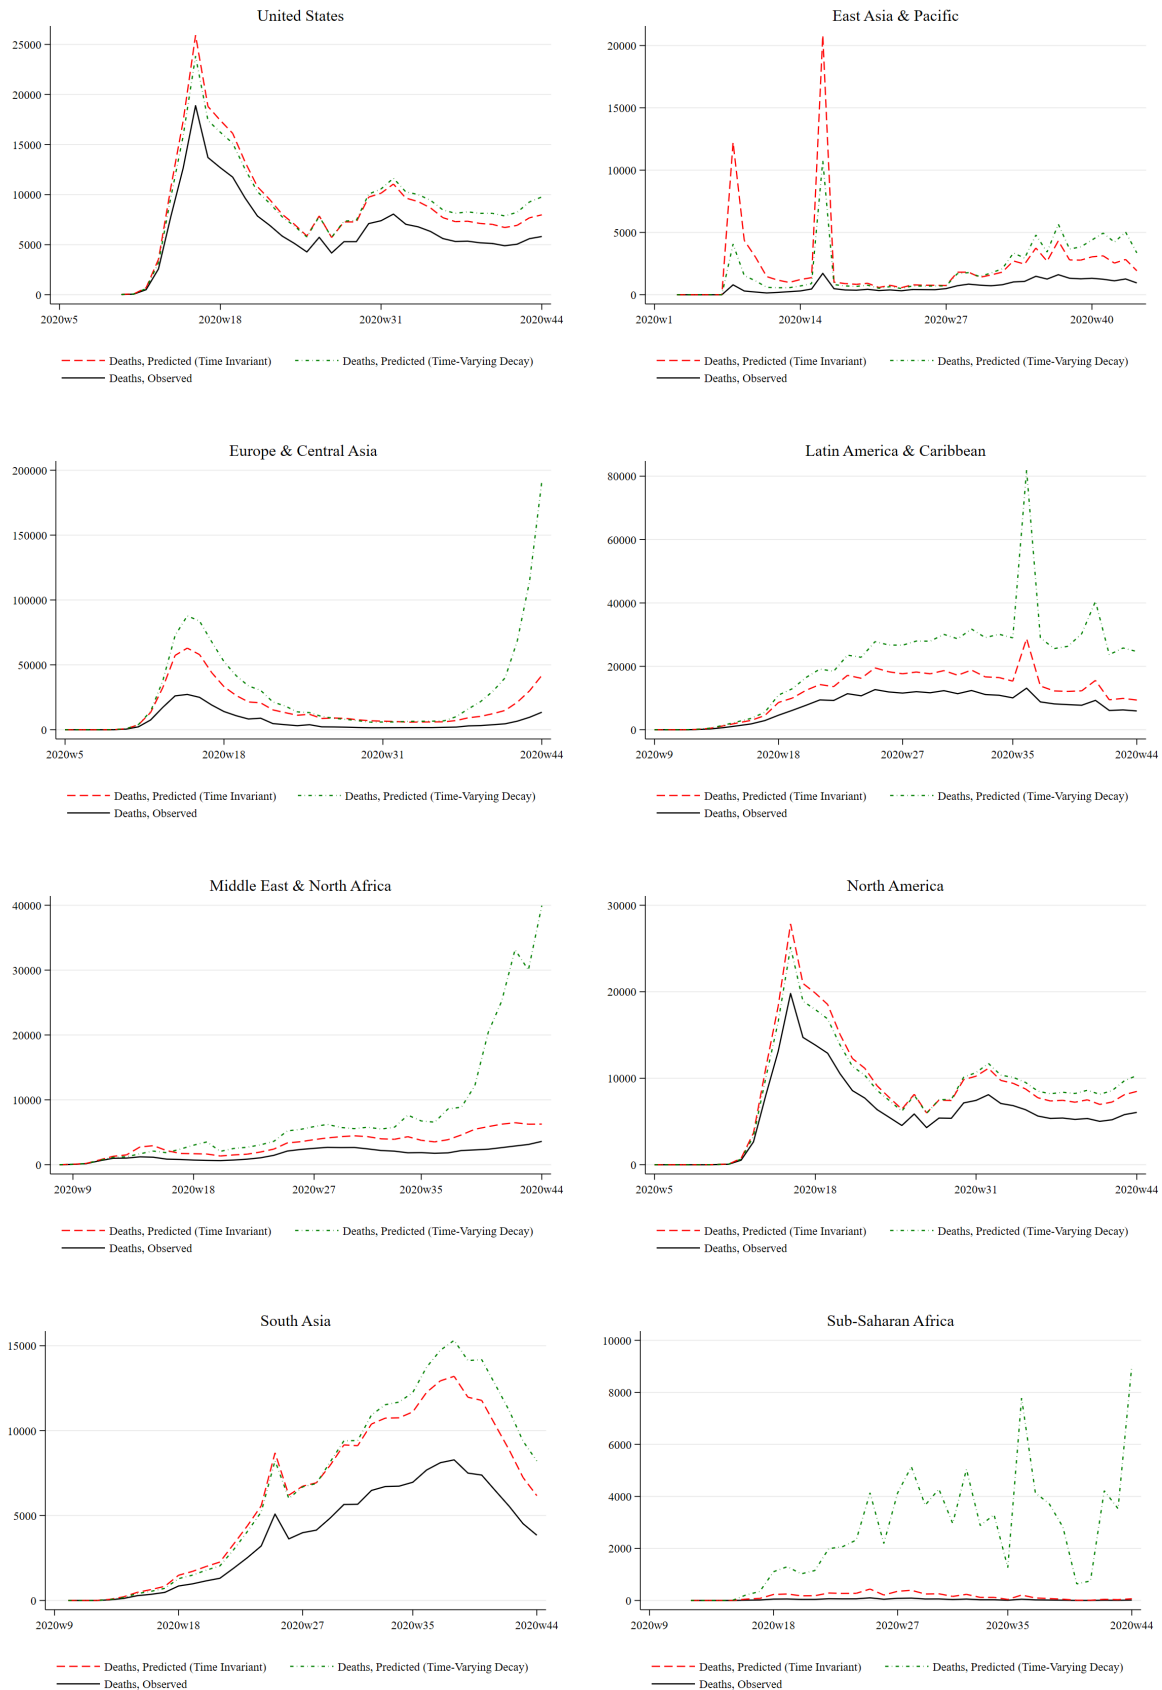 United States
25000
20000
15000
10000
5000
0
2020w5 2020w18 2020w31 2020w44
Deaths, Predicted (Time Invariant) Deaths, Predicted (Time-Varying Decay)
Deaths, Observed
East Asia & Pacific
20000
15000
10000
5000
0
2020w1 2020w14 2020w27 2020w40
Deaths, Predicted (Time Invariant) Deaths, Predicted (Time-Varying Decay)
Deaths, Observed
Europe & Central Asia
200000
150000
100000
50000
0
2020w5 2020w18 2020w31 2020w44
Deaths, Predicted (Time Invariant) Deaths, Predicted (Time-Varying Decay)
Deaths, Observed
Latin America & Caribbean
80000
60000
40000
20000
0
2020w9 2020w18 2020w27 2020w35 2020w44
Deaths, Predicted (Time Invariant) Deaths, Predicted (Time-Varying Decay)
Deaths, Observed
Middle East & North Africa
40000
30000
20000
10000
0
2020w9 2020w18 2020w27 2020w35 2020w44
Deaths, Predicted (Time Invariant) Deaths, Predicted (Time-Varying Decay)
Deaths, Observed
North America
30000
20000
10000
0
2020w5 2020w18 2020w31 2020w44
Deaths, Predicted (Time Invariant) Deaths, Predicted (Time-Varying Decay)
Deaths, Observed
South Asia
15000
10000
5000
0
2020w9 2020w18 2020w27 2020w35 2020w44
Deaths, Predicted (Time Invariant) Deaths, Predicted (Time-Varying Decay)
Deaths, Observed
Sub-Saharan Africa
10000
8000
6000
4000
2000
0
2020w9 2020w18 2020w27 2020w35 2020w44
Deaths, Predicted (Time Invariant) Deaths, Predicted (Time-Varying Decay)
Deaths, Observed